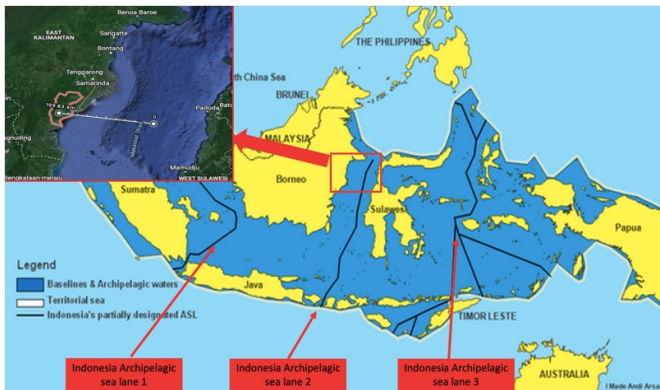 Benoa Baroe
EAST
KALIMANTAN
Sangatte
Bontang
Tenggarong
Samarinda
Makassar
Padoda
Mamudju
WEST SULAWESI
THE PHILIPPINES
China Sea
BRUNEI
MALAYSIA
Borneo
Sumatra
Sulawesi
Papua
Java
TIMOR LESTE
AUSTRALIA
Legend
Baselines & Archipelagic waters
Territorial sea
Indonesia's partially designated ASL
Indonesia Archipelagic
sea lane 1
Indonesia Archipelagic
sea lane 2
Indonesia Archipelagic
sea lane 3
I Made Andi Arsa